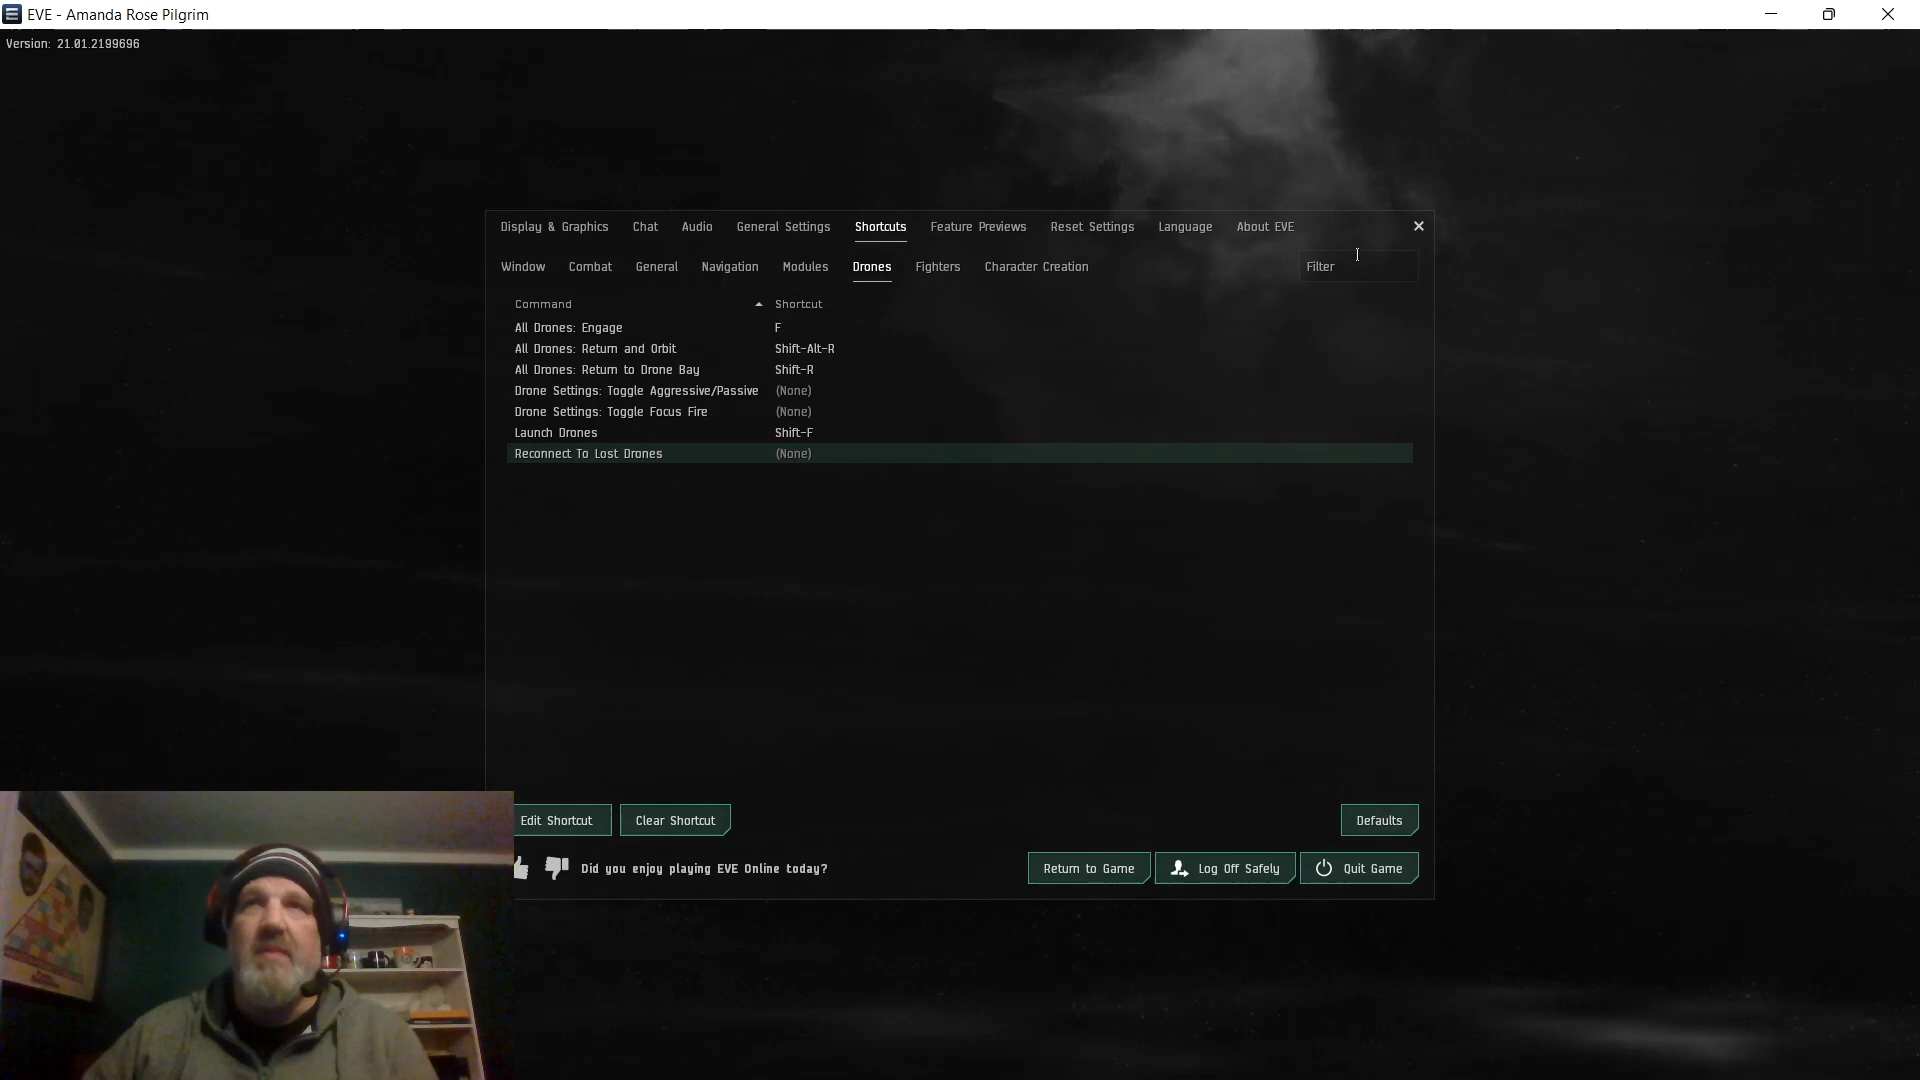 EVE - Amanda Rose Pilgrim
Version: 21.01.2199696
Display & Graphics Chat Audio General Settings Shortcuts Feature Previews Reset Settings Language About EVE
Window Combat General Navigation Modules Drones Fighters Character Creation Filter
Command Shortcut
All Drones: Engage F
All Drones: Return and Orbit Shift-Alt-R
All Drones: Return to Drone Bay Shift-R
Drone Settings: Toggle Aggressive/Passive (None)
Drone Settings: Toggle Focus Fire (None)
Launch Drones Shift-F
Reconnect To Lost Drones (None)
Edit Shortcut Clear Shortcut Defaults
Did you enjoy playing EVE Online today? Return to Game Log Off Safely Quit Game